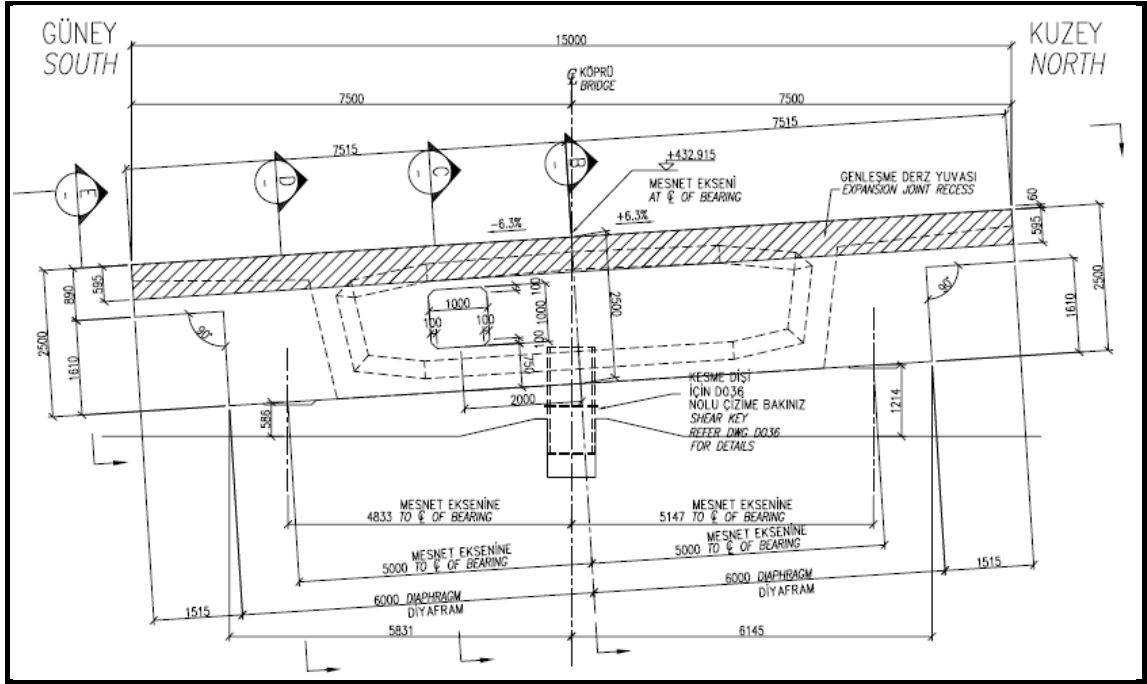 GÜNEY
SOUTH
KUZEY
NORTH
15000
℄ KÖPRÜ
BRIDGE
7500
7500
7515
7515
E
-
D
-
C
-
B
-
+432.915
MESNET EKSENİ
AT ℄ OF BEARING
GENLEŞME DERZ YUVASI
EXPANSION JOINT RECESS
-6.3%
+6.3%
60
595
2500
1610
90°
2500
890
595
1610
90°
586
1000
100
100
100
1000
100
750
2500
2000
KESME DİŞİ
İÇİN D036
NOLU ÇİZİME BAKINIZ
SHEAR KEY
REFER DWG D036
FOR DETAILS
1214
MESNET EKSENİNE
4833 TO ℄ OF BEARING
MESNET EKSENİNE
5147 TO ℄ OF BEARING
MESNET EKSENİNE
5000 TO ℄ OF BEARING
MESNET EKSENİNE
5000 TO ℄ OF BEARING
1515
6000 DIAPHRAGM
DİYAFRAM
6000 DIAPHRAGM
DİYAFRAM
1515
5831
6145